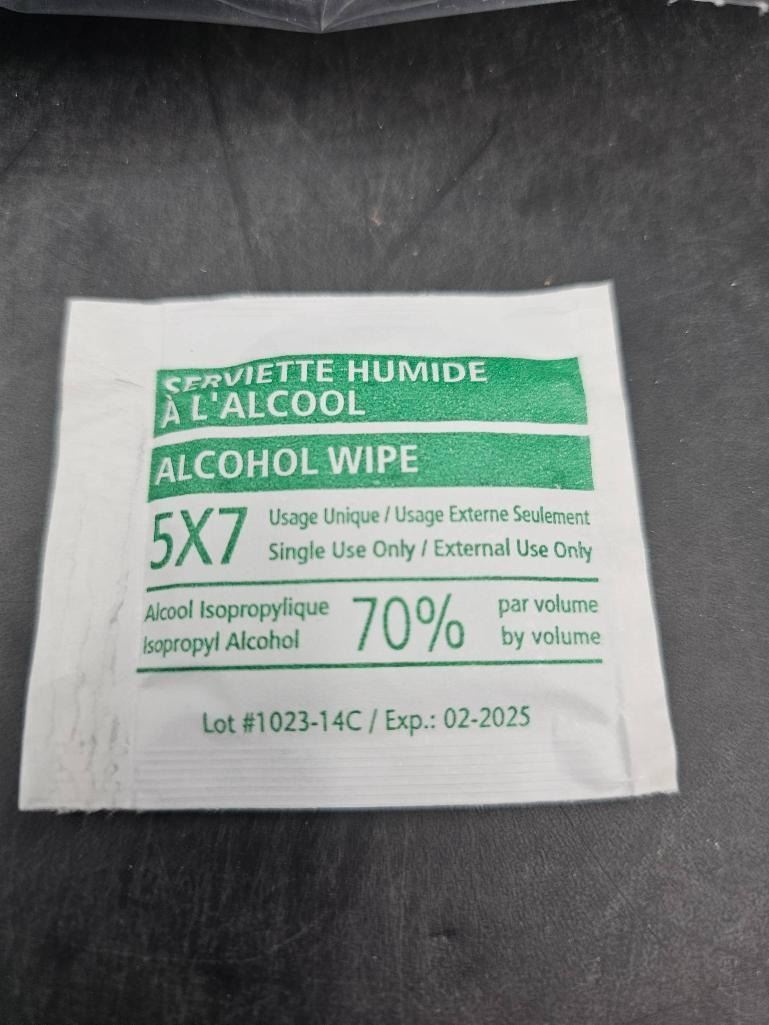 SERVIETTE HUMIDE
À L'ALCOOL
ALCOHOL WIPE
5X7
Usage Unique / Usage Externe Seulement
Single Use Only / External Use Only
Alcool Isopropylique
Isopropyl Alcohol
70%
par volume
by volume
Lot #1023-14C / Exp.: 02-2025